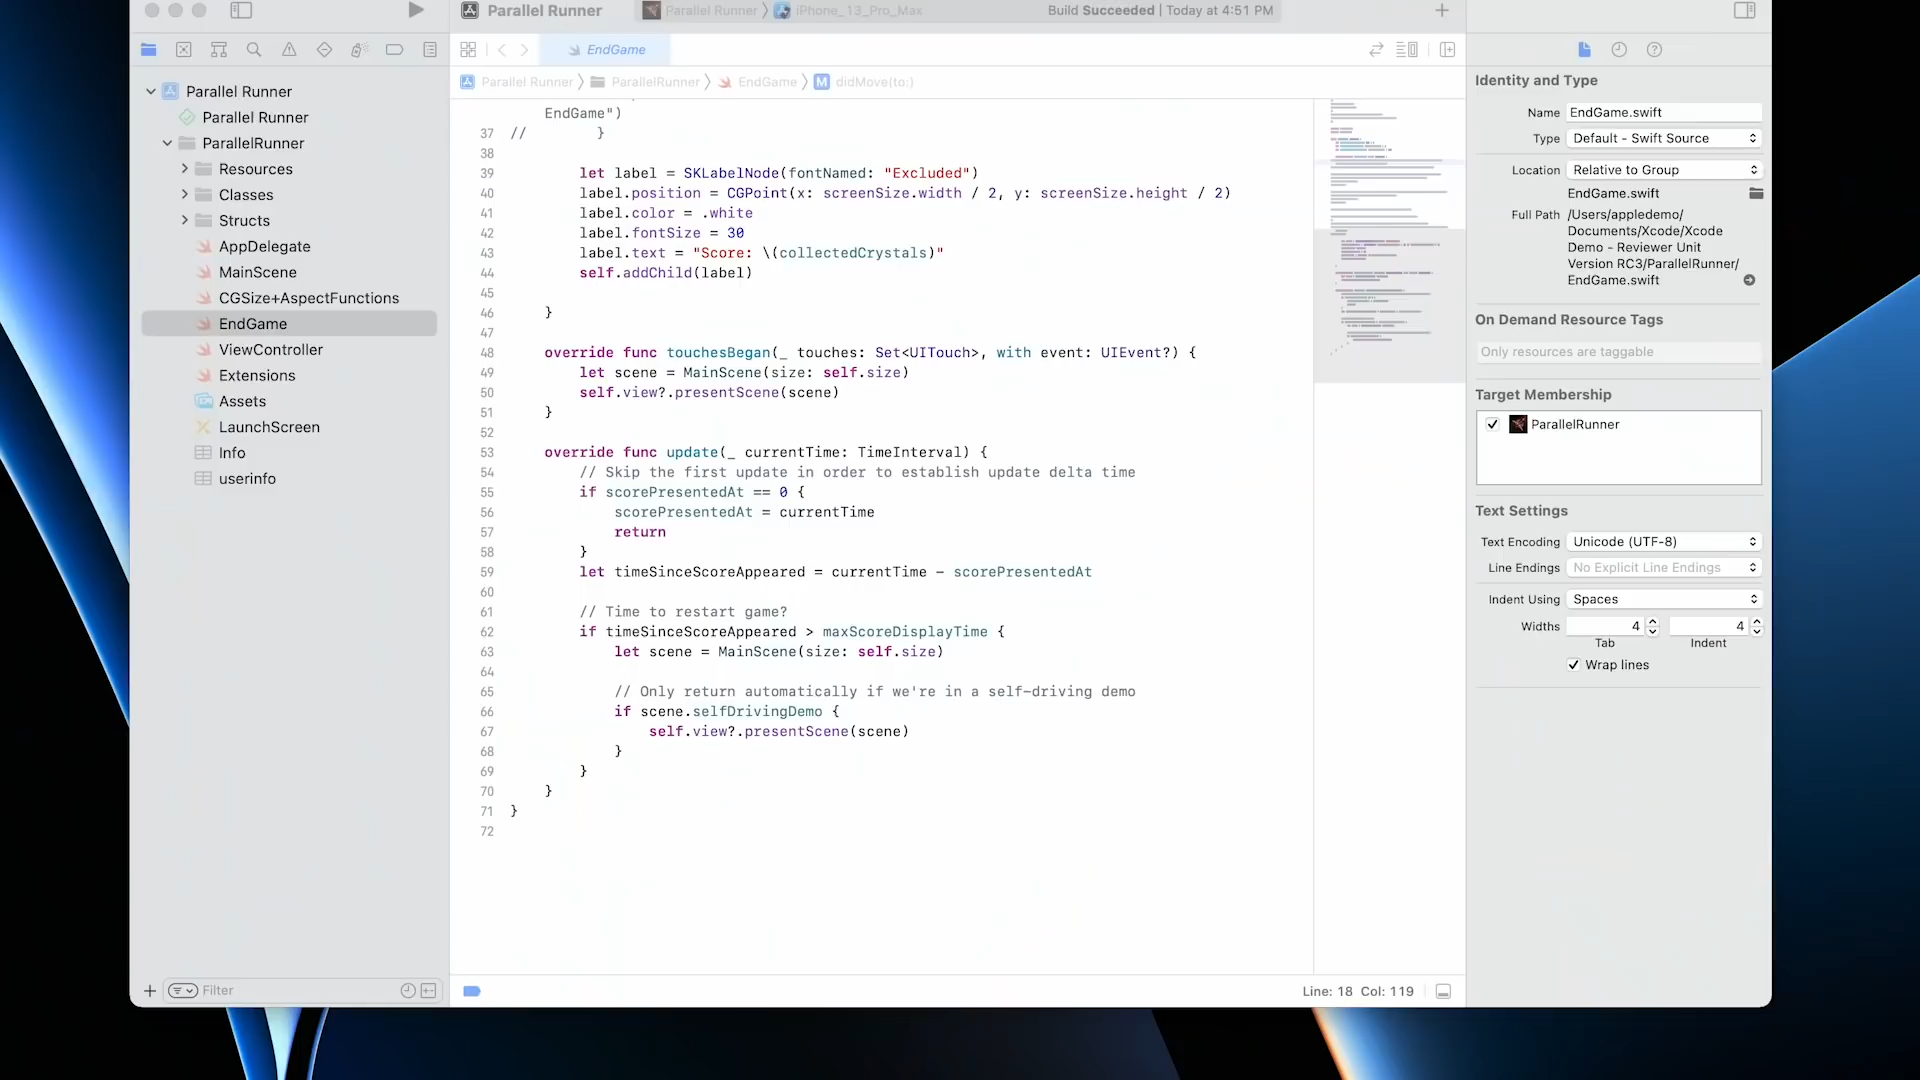 Parallel Runner
Parallel Runner
iPhone_13_Pro_Max
Build Succeeded | Today at 4:51 PM
EndGame
Parallel Runner
ParallelRunner
EndGame
M
didMove(to:)
Parallel Runner
Parallel Runner
ParallelRunner
Resources
Classes
Structs
AppDelegate
MainScene
CGSize+AspectFunctions
EndGame
ViewController
Extensions
Assets
LaunchScreen
Info
userinfo
Filter
EndGame")
37 // }
38
39 let label = SKLabelNode(fontNamed: "Excluded")
40 label.position = CGPoint(x: screenSize.width / 2, y: screenSize.height / 2)
41 label.color = .white
42 label.fontSize = 30
43 label.text = "Score: \(collectedCrystals)"
44 self.addChild(label)
45
46 }
47
48 override func touchesBegan(_ touches: Set<UITouch>, with event: UIEvent?) {
49 let scene = MainScene(size: self.size)
50 self.view?.presentScene(scene)
51 }
52
53 override func update(_ currentTime: TimeInterval) {
54 // Skip the first update in order to establish update delta time
55 if scorePresentedAt == 0 {
56 scorePresentedAt = currentTime
57 return
58 }
59 let timeSinceScoreAppeared = currentTime - scorePresentedAt
60
61 // Time to restart game?
62 if timeSinceScoreAppeared > maxScoreDisplayTime {
63 let scene = MainScene(size: self.size)
64
65 // Only return automatically if we're in a self-driving demo
66 if scene.selfDrivingDemo {
67 self.view?.presentScene(scene)
68 }
69 }
70 }
71 }
72
Line: 18 Col: 119
Identity and Type
Name EndGame.swift
Type Default - Swift Source
Location Relative to Group
EndGame.swift
Full Path /Users/appledemo/
Documents/Xcode/Xcode
Demo - Reviewer Unit
Version RC3/ParallelRunner/
EndGame.swift
On Demand Resource Tags
Only resources are taggable
Target Membership
ParallelRunner
Text Settings
Text Encoding Unicode (UTF-8)
Line Endings No Explicit Line Endings
Indent Using Spaces
Widths 4 4
Tab Indent
Wrap lines